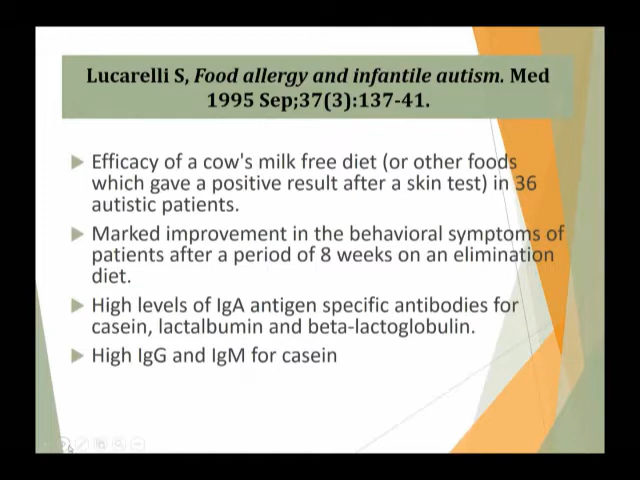 Lucarelli S, Food allergy and infantile autism. Med
1995 Sep;37(3):137-41.
Efficacy of a cow's milk free diet (or other foods
which gave a positive result after a skin test) in 36
autistic patients.
Marked improvement in the behavioral symptoms of
patients after a period of 8 weeks on an elimination
diet.
High levels of IgA antigen specific antibodies for
casein, lactalbumin and beta-lactoglobulin.
High IgG and IgM for casein